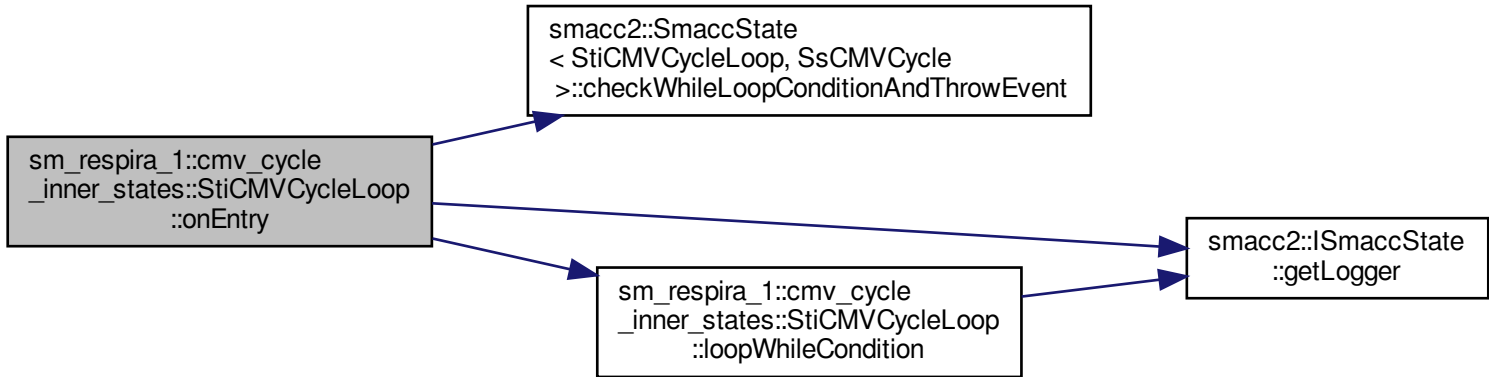 smacc2::SmaccState
< StiCMVCycleLoop, SsCMVCycle
>::checkWhileLoopConditionAndThrowEvent
sm_respira_1::cmv_cycle
_inner_states::StiCMVCycleLoop
::onEntry
smacc2::ISmaccState
::getLogger
sm_respira_1::cmv_cycle
_inner_states::StiCMVCycleLoop
::loopWhileCondition